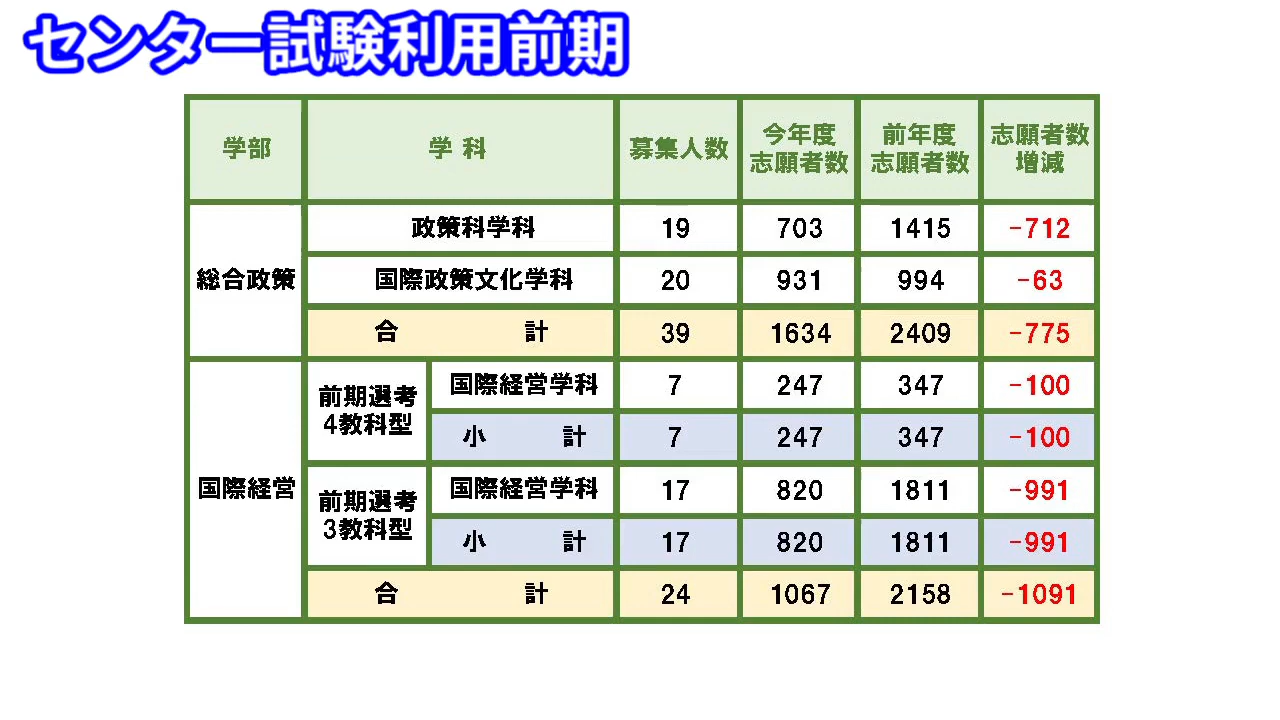 センター試験利用前期
学部 学科 募集人数 今年度志願者数 前年度志願者数 志願者数増減
総合政策 政策科学科 19 703 1415 -712
国際政策文化学科 20 931 994 -63
合計 39 1634 2409 -775
国際経営 前期選考4教科型 国際経営学科 7 247 347 -100
小計 7 247 347 -100
前期選考3教科型 国際経営学科 17 820 1811 -991
小計 17 820 1811 -991
合計 24 1067 2158 -1091